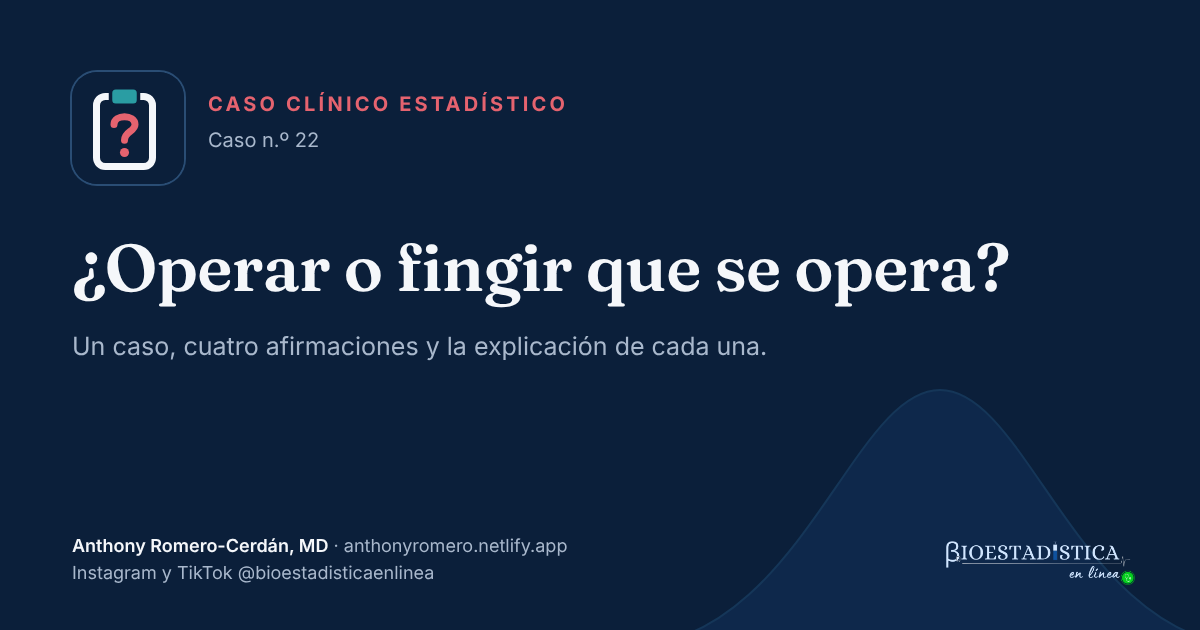 CASO CLÍNICO ESTADÍSTICO
Caso n.º 22
¿Operar o fingir que se opera?
Un caso, cuatro afirmaciones y la explicación de cada una.
Anthony Romero-Cerdán, MD · anthonyromero.netlify.app
Instagram y TikTok @bioestadisticaenlinea
βIOESTADÍSTICA
en línea